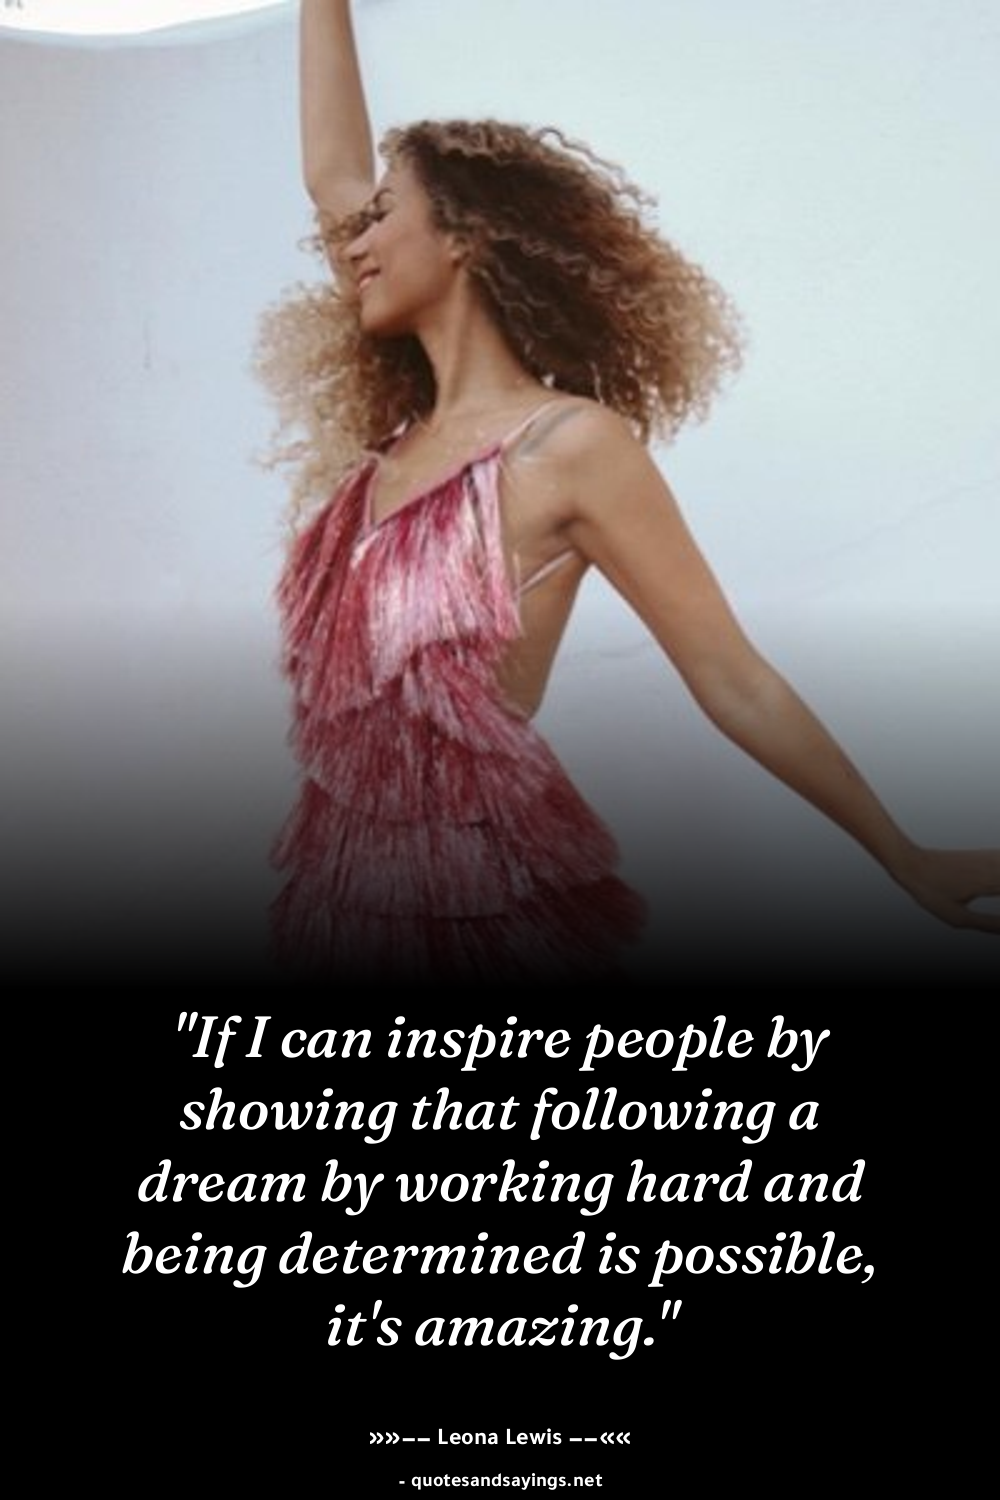 "If I can inspire people by
showing that following a
dream by working hard and
being determined is possible,
it's amazing."
»»—— Leona Lewis ——««
- quotesandsayings.net